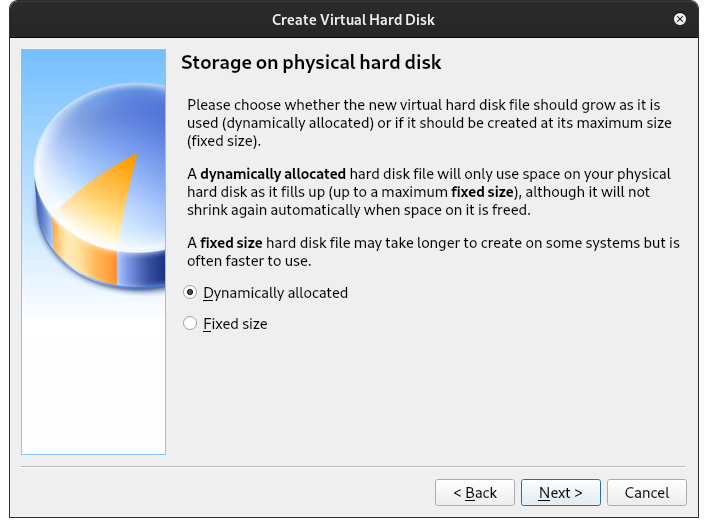 Create Virtual Hard Disk
Storage on physical hard disk
Please choose whether the new virtual hard disk file should grow as it is
used (dynamically allocated) or if it should be created at its maximum size
(fixed size).
A dynamically allocated hard disk file will only use space on your physical
hard disk as it fills up (up to a maximum fixed size), although it will not
shrink again automatically when space on it is freed.
A fixed size hard disk file may take longer to create on some systems but is
often faster to use.
Dynamically allocated
Fixed size
< Back Next > Cancel